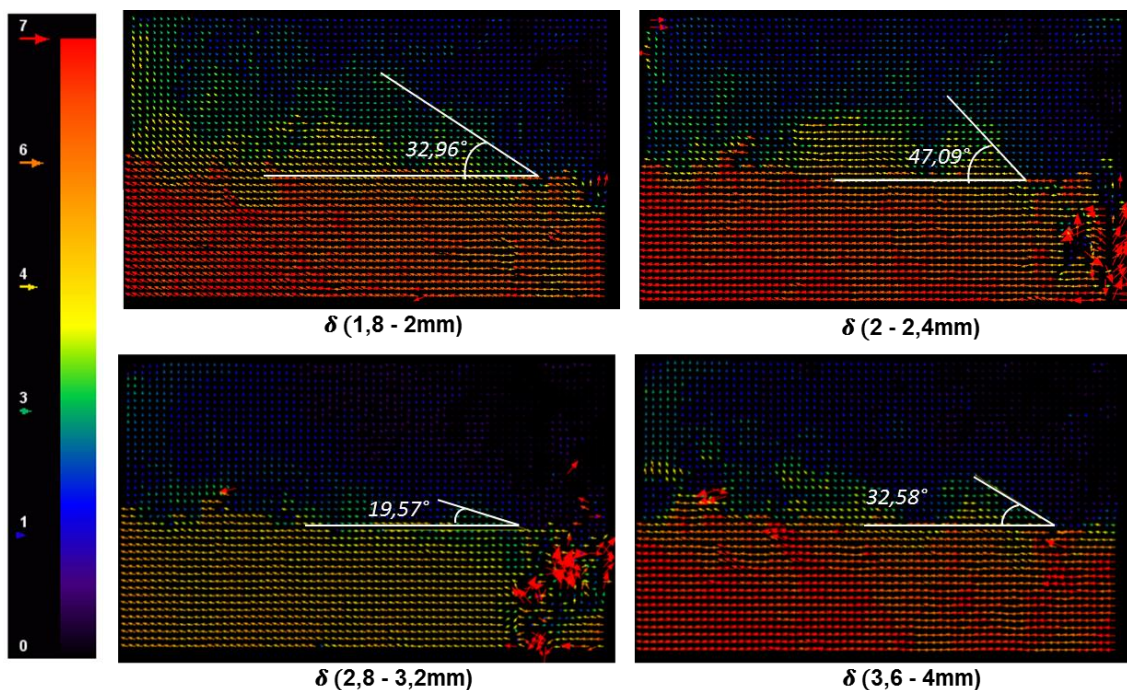 7
6
4
3
1
0
32,96°
47,09°
δ (1,8 - 2mm)
δ (2 - 2,4mm)
19,57°
32,58°
δ (2,8 - 3,2mm)
δ (3,6 - 4mm)